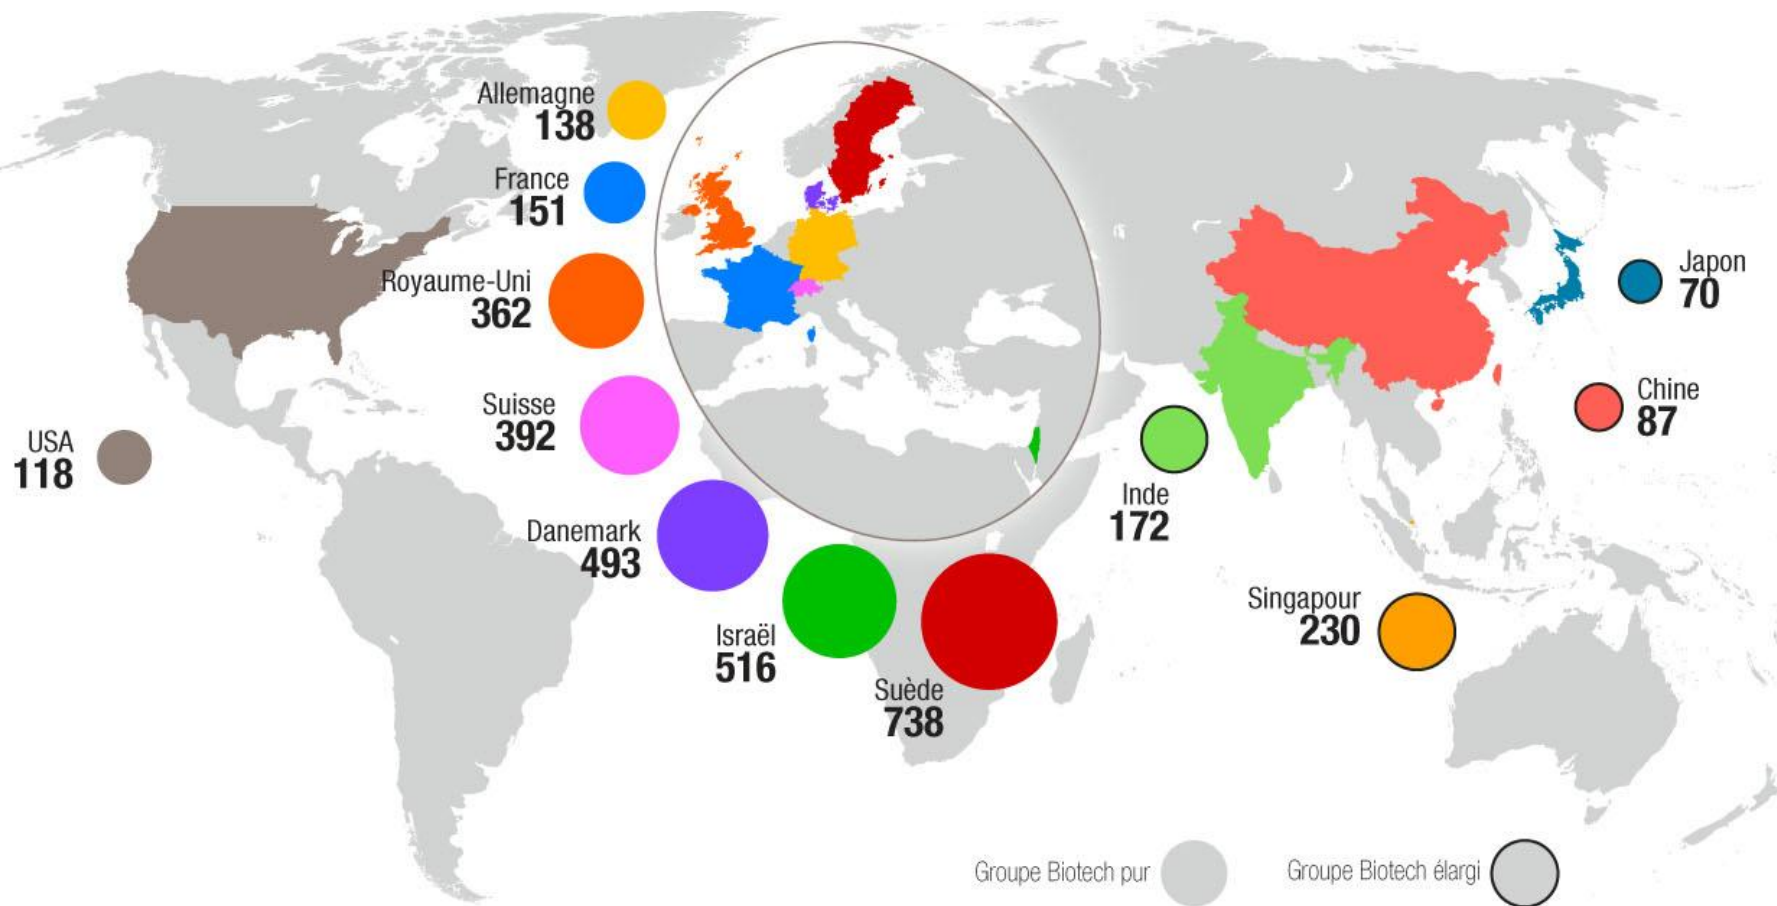 Allemagne
138
France
151
Royaume-Uni
362
Suisse
392
USA
118
Danemark
493
Israël
516
Suède
738
Japon
70
Chine
87
Inde
172
Singapour
230
Groupe Biotech pur
Groupe Biotech élargi